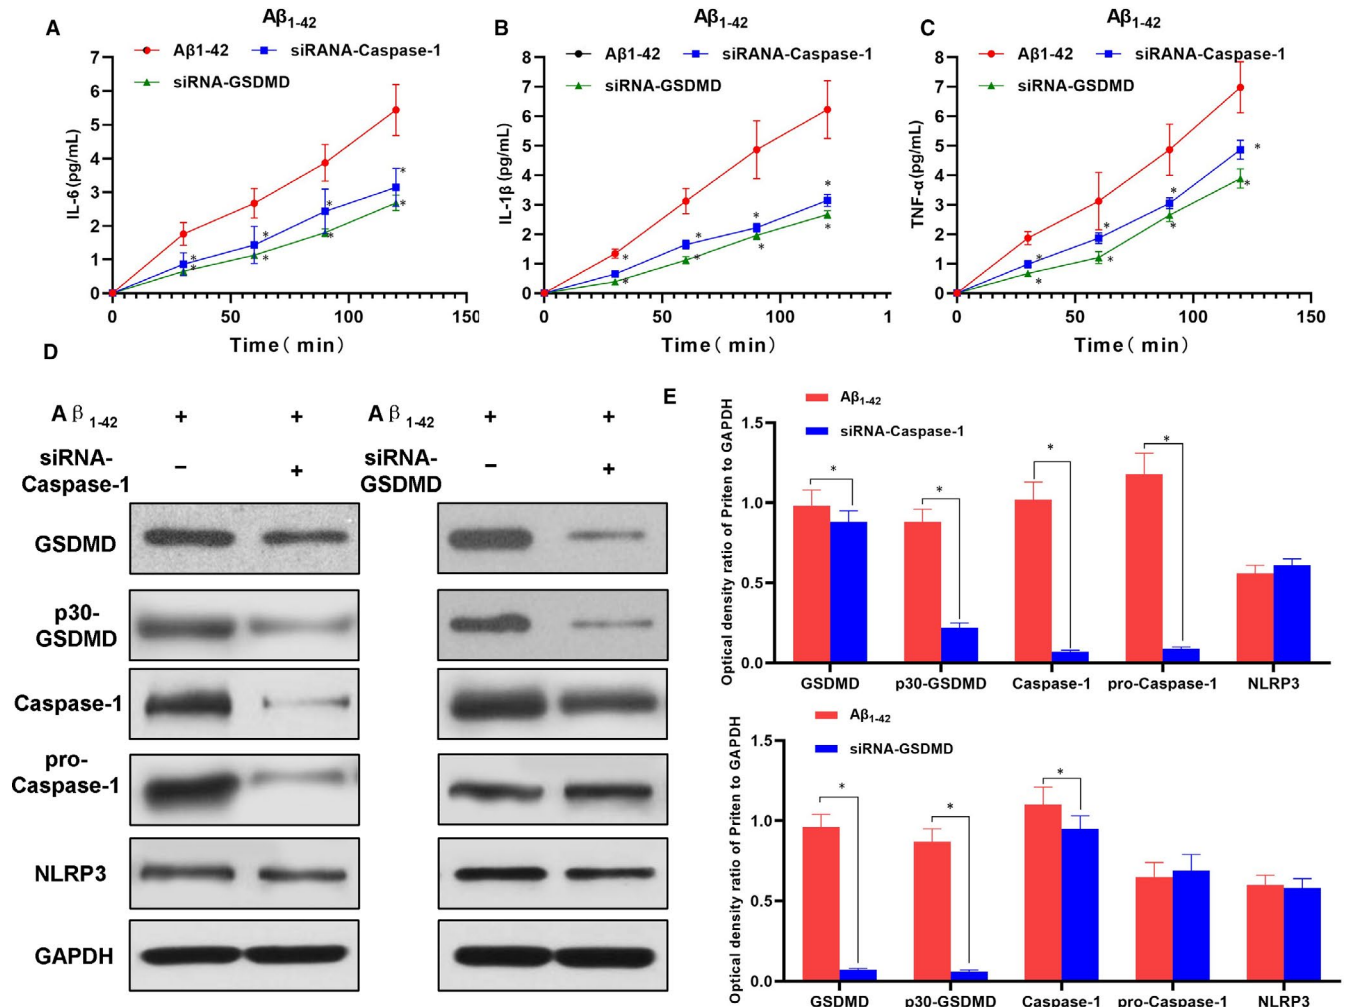 A
Aβ1-42
Aβ1-42
siRANA-Caspase-1
siRNA-GSDMD
7
6
5
4
3
2
1
0
IL-6 (pg/mL)
* * * * * * * *
0 50 100 150
Time( min)
B
Aβ1-42
Aβ1-42
siRANA-Caspase-1
siRNA-GSDMD
8
7
6
5
4
3
2
1
0
IL-1β (pg/mL)
* * * * * * * *
0 50 100 1
Time( min)
C
Aβ1-42
Aβ1-42
siRANA-Caspase-1
siRNA-GSDMD
8
7
6
5
4
3
2
1
0
TNF-α (pg/mL)
* * * * * * * *
0 50 100 150
Time( min)
D
Aβ 1-42 + +
siRNA-
Caspase-1 − +
Aβ 1-42 + +
siRNA-
GSDMD − +
GSDMD
p30-
GSDMD
Caspase-1
pro-
Caspase-1
NLRP3
GAPDH
E
Aβ1-42
siRNA-Caspase-1
Optical density ratio of Priten to GAPDH
1.5
1.0
0.5
0.0
* * * *
GSDMD p30-GSDMD Caspase-1 pro-Caspase-1 NLRP3
Aβ1-42
siRNA-GSDMD
Optical density ratio of Priten to GAPDH
1.5
1.0
0.5
0.0
* * *
GSDMD p30-GSDMD Caspase-1 pro-Caspase-1 NLRP3